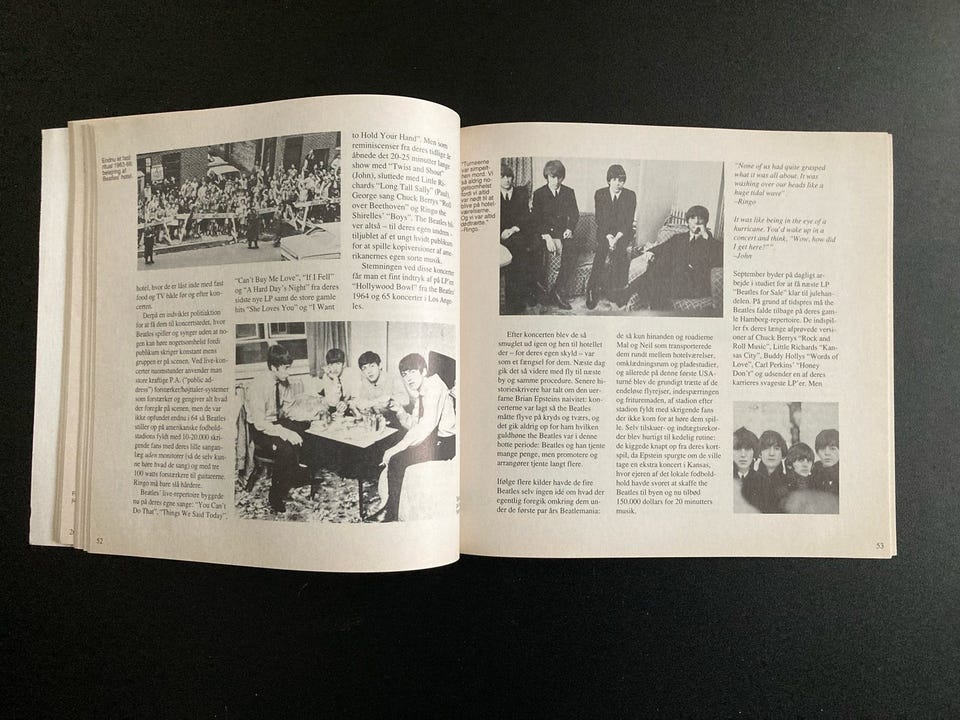 Endnu et fast
ritual 1963-66:
belejring af
Beatles' hotel.
hotel, hvor de er låst inde med fast
food og TV både før og efter kon-
certen.
Derpå en indviklet politiaktion
for at få dem til koncertstedet, hvor
Beatles spiller og synger uden at no-
gen kan høre nogetsomhelst fordi
publikum skriger konstant mens
gruppen er på scenen. Ved live-kon-
certer nuomstunder anvender man
store kraftige P.A. ("public ad-
dress") forstærker/højttaler-systemer
som forstærker og gengiver alt hvad
der foregår på scenen, men de var
ikke opfundet endnu i 64 så Beatles
stiller op på amerikanske fodbold-
stadions fyldt med 10-20.000 skri-
gende fans med deres lille sangan-
læg uden monitorer (så de selv kun-
ne høre hvad de sang) og med tre
100 watts forstærkere til guitarerne.
Ringo må bare slå hårdere.
Beatles' live-repertoire byggede
nu på deres egne sange: "You Can't
Do That", "Things We Said Today",
"Can't Buy Me Love", "If I Fell"
og "A Hard Day's Night" fra deres
sidste nye LP samt de store gamle
hits "She Loves You" og "I Want
to Hold Your Hand". Men som
reminiscenser fra deres tidlige år
åbnede det 20-25 minutter lange
show med "Twist and Shout"
(John), sluttede med Little Ri-
chards "Long Tall Sally" (Paul),
George sang Chuck Berrys "Roll
over Beethoven" og Ringo the
Shirelles' "Boys". The Beatles bli-
ver altså – til deres egen undren –
tiljublet af et ungt hvidt publikum
for at spille kopiversioner af ame-
rikanernes egen sorte musik.
Stemningen ved disse koncerter
får man et fint indtryk af på LP'en
"Hollywood Bowl" fra the Beatles'
1964 og 65 koncerter i Los Ange-
les.
52
"Turneerne
var simpelt-
hen mord. Vi
så aldrig no-
getsomhelst
fordi vi altid
var nødt til at
blive på hotel-
værelserne.
Og vi var altid
dødtrætte."
-Ringo.
Efter koncerten blev de så
smuglet ud igen og hen til hotellet
der – for deres egen skyld – var
som et fængsel for dem. Næste dag
gik det så videre med fly til næste
by og samme procedure. Senere hi-
storieskrivere har talt om den uer-
farne Brian Epsteins naivitet: kon-
certerne var lagt så the Beatles
måtte flyve på kryds og tværs, og
det gik aldrig op for ham hvilken
guldhøne the Beatles var i denne
hotte periode: Beatles og han tjente
mange penge, men promotere og
arrangører tjente langt flere.
Ifølge flere kilder havde de fire
Beatles selv ingen idé om hvad der
egentlig foregik omkring dem un-
der de første par års Beatlemania:
de så kun hinanden og roadierne
Mal og Neil som transporterede
dem rundt mellem hotelværelser,
omklædningsrum og pladestudier,
og allerede på denne første USA-
turné blev de grundigt trætte af de
endeløse flyrejser, indespærringen
og frituremaden, af stadion efter
stadion fyldt med skrigende fans
der ikke kom for at høre dem spil-
le. Selv tilskuer- og indtægtsrekor-
der blev hurtigt til kedelig rutine:
de kiggede knapt op fra deres kort-
spil, da Epstein spurgte om de ville
tage en ekstra koncert i Kansas,
hvor ejeren af det lokale fodbold-
hold havde svoret at skaffe the
Beatles til byen og nu tilbød
150.000 dollars for 20 minutters
musik.
"None of us had quite grasped
what it was all about. It was
washing over our heads like a
huge tidal wave"
–Ringo
It was like being in the eye of a
hurricane. You'd wake up in a
concert and think, "Wow, how did
I get here?""
–John
September byder på dagligt ar-
bejde i studiet for at få næste LP
"Beatles for Sale" klar til julehan-
delen. På grund af tidspres må the
Beatles falde tilbage på deres gam-
le Hamborg-repertoire. De indspil-
ler fx deres længe afprøvede versio-
ner af Chuck Berrys "Rock and
Roll Music", Little Richards "Kan-
sas City", Buddy Hollys "Words of
Love", Carl Perkins' "Honey
Don't" og udsender en af deres
karrieres svageste LP'er. Men
53